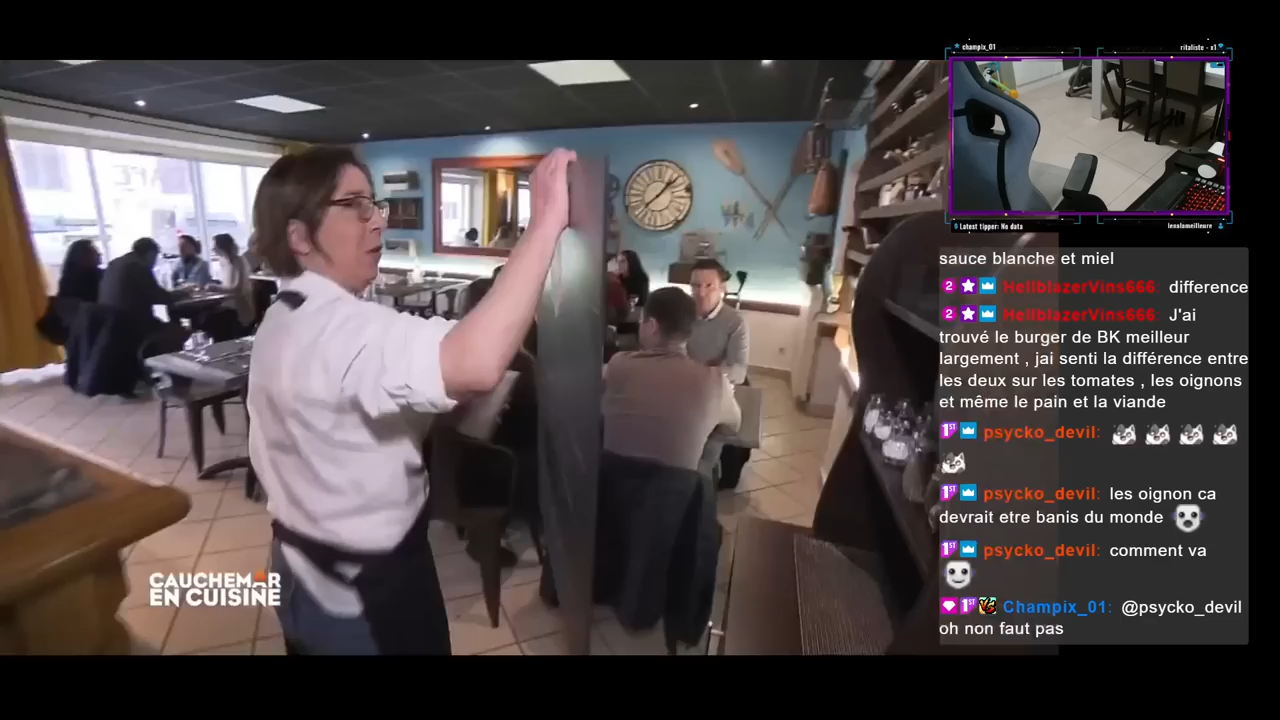 champix_01
ritaliste - x1
Latest tipper: No data
lenolameilleure
sauce blanche et miel
HellblazerVins666: difference
HellblazerVins666: J'ai
trouvé le burger de BK meilleur
largement , jai senti la différence entre
les deux sur les tomates , les oignons
et même le pain et la viande
psycko_devil:
psycko_devil: les oignon ca
devrait etre banis du monde
psycko_devil: comment va
Champix_01: @psycko_devil
oh non faut pas
CAUCHEMAR
EN CUISINE